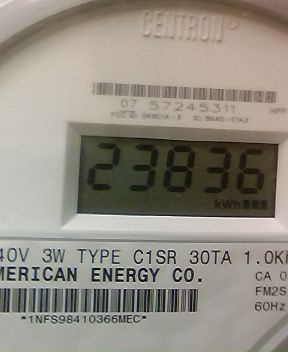 CENTRON®
07 57245311
23836
kWh
40V 3W TYPE C1SR 30TA 1.0K
MERICAN ENERGY CO.
CA 0
FM2S
60Hz
*1NFS98410366MEC*